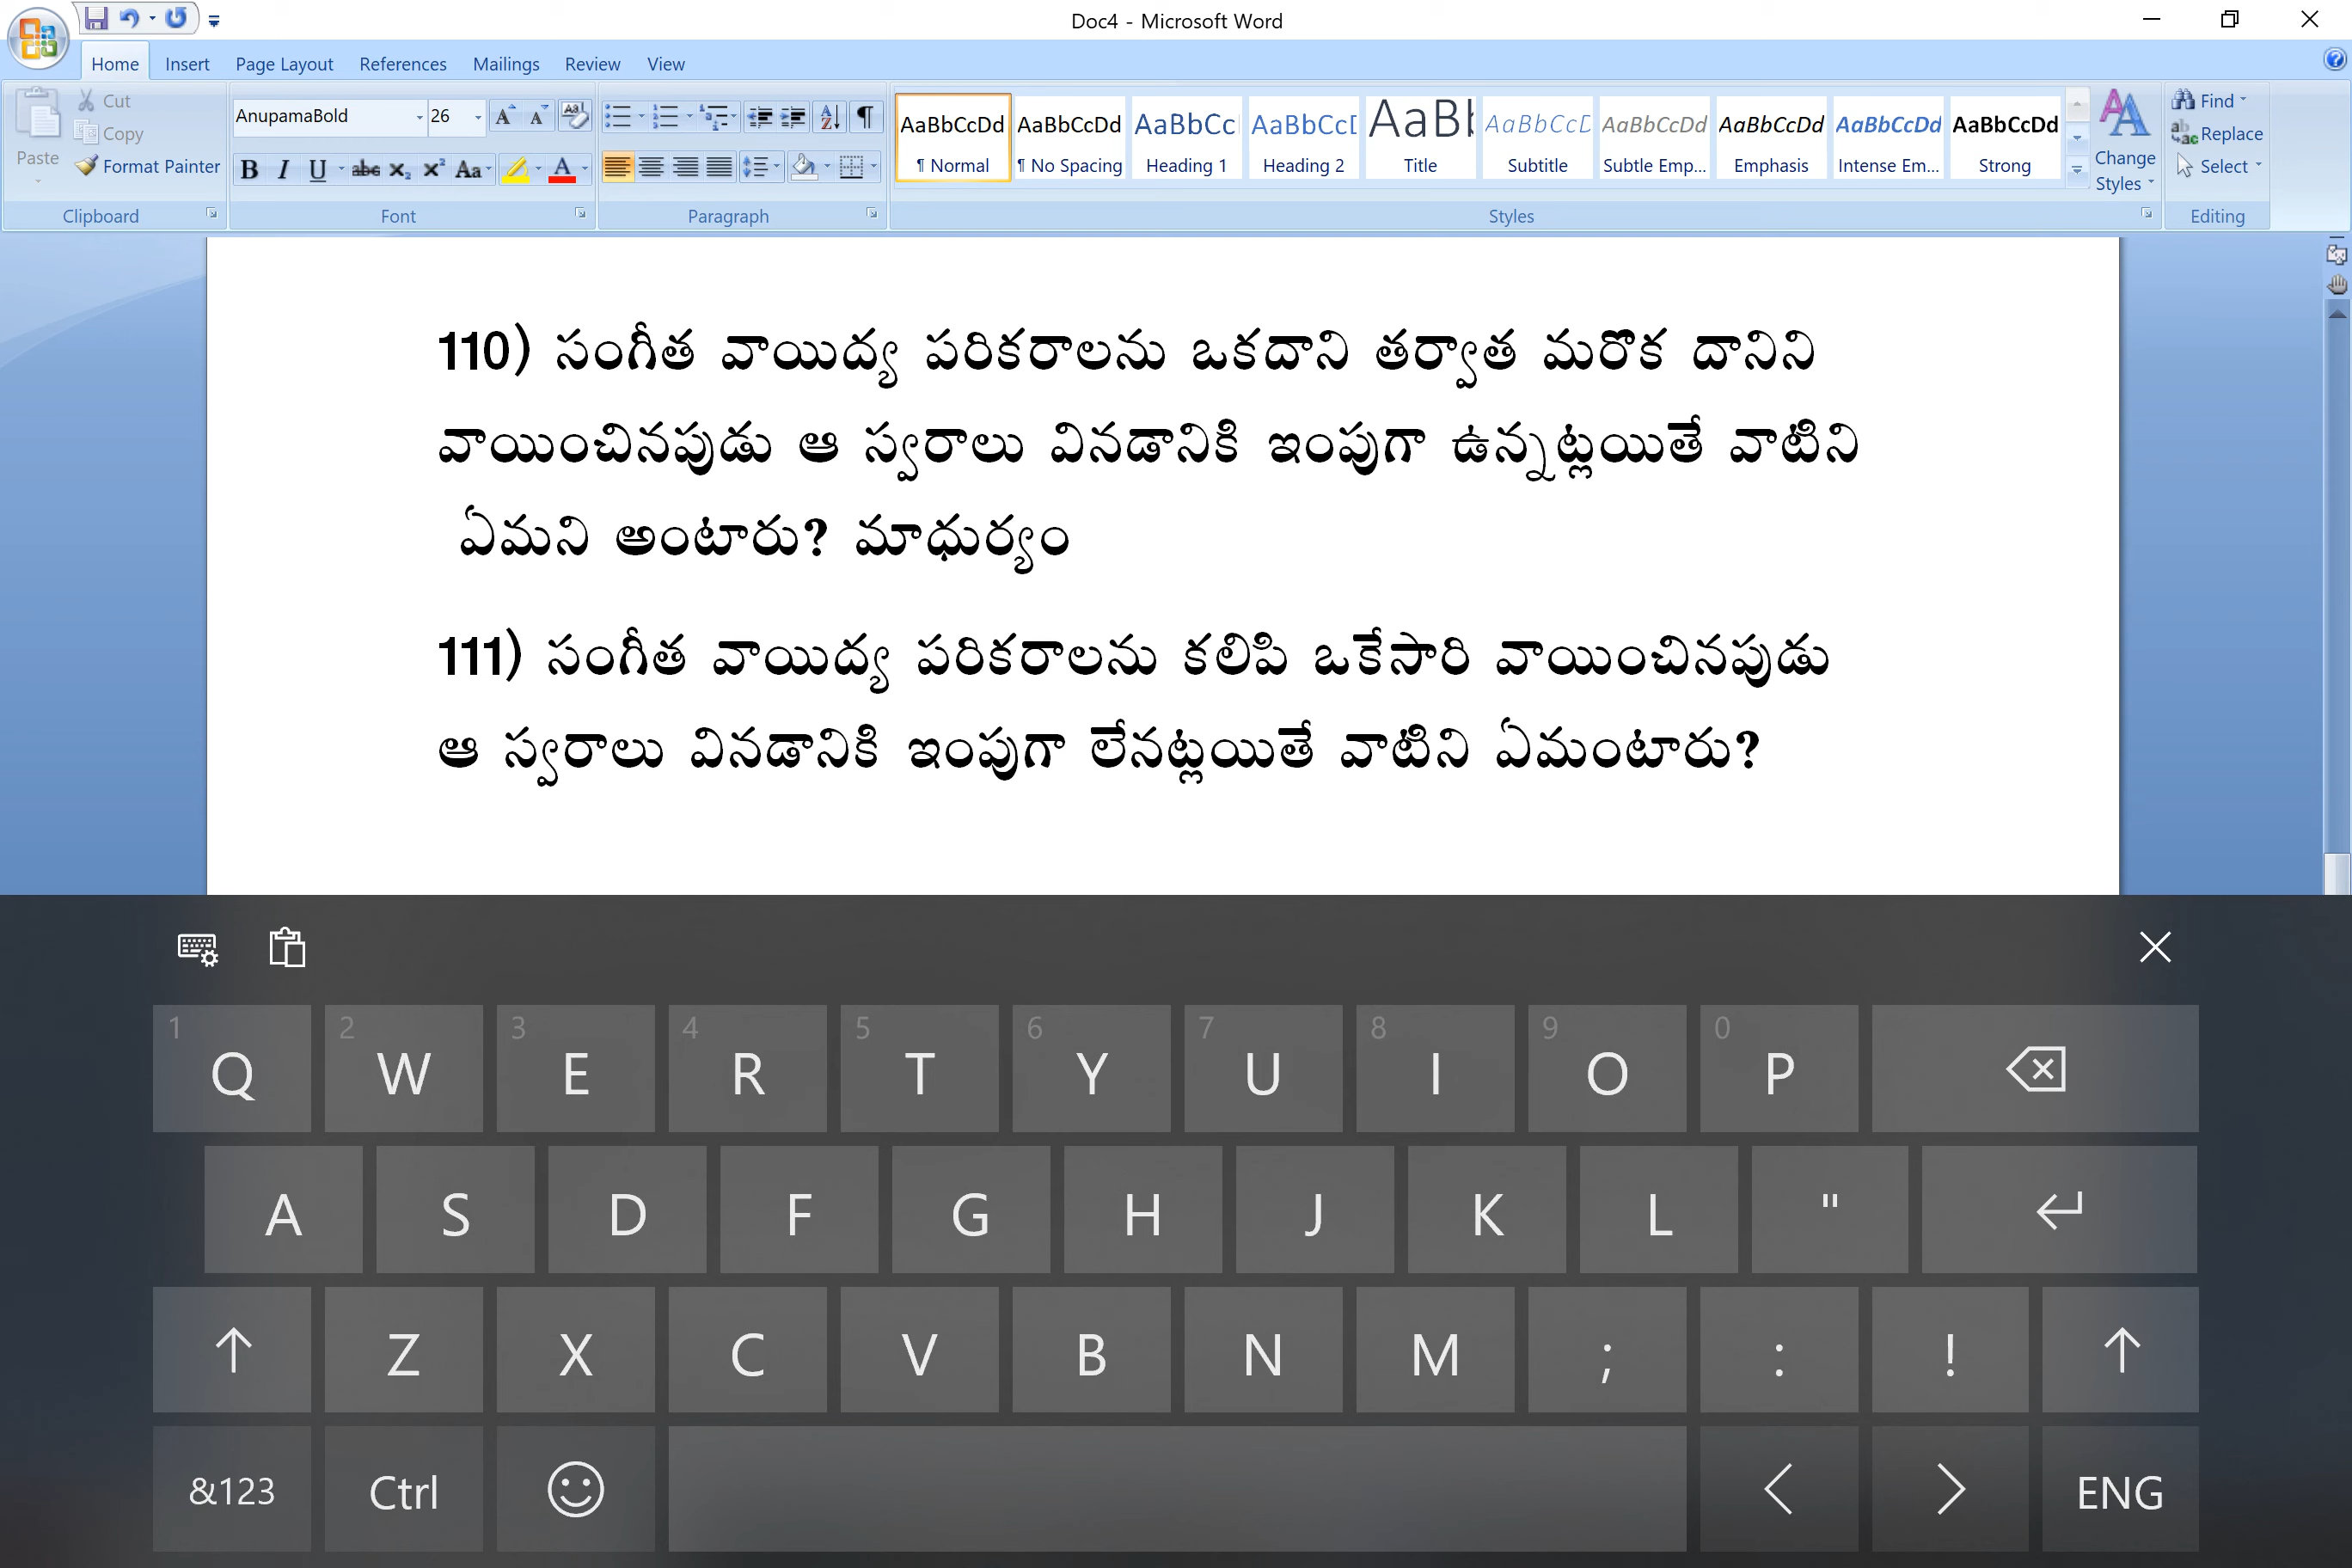 Doc4 - Microsoft Word
Home Insert Page Layout References Mailings Review View
Paste Cut Copy Format Painter
AnupamaBold 26
AaBbCcDd AaBbCcDd AaBbCc AaBbCcD AaB AaBbCcD AaBbCcDd AaBbCcDd AaBbCcDd AaBbCcDd
¶ Normal ¶ No Spacing Heading 1 Heading 2 Title Subtitle Subtle Emp... Emphasis Intense Em... Strong
Change Styles
Find Replace Select
Clipboard Font Paragraph Styles Editing
110) సంగీత వాయిద్య పరికరాలను ఒకదాని తర్వాత మరొక దానిని
వాయించినపుడు ఆ స్వరాలు వినడానికి ఇంపుగా ఉన్నట్లయితే వాటిని
ఏమని అంటారు? మాధుర్యం
111) సంగీత వాయిద్య పరికరాలను కలిపి ఒకేసారి వాయించినపుడు
ఆ స్వరాలు వినడానికి ఇంపుగా లేనట్లయితే వాటిని ఏమంటారు?
1 2 3 4 5 6 7 8 9 0
Q W E R T Y U I O P
A S D F G H J K L "
Z X C V B N M ; : !
&123 Ctrl ENG